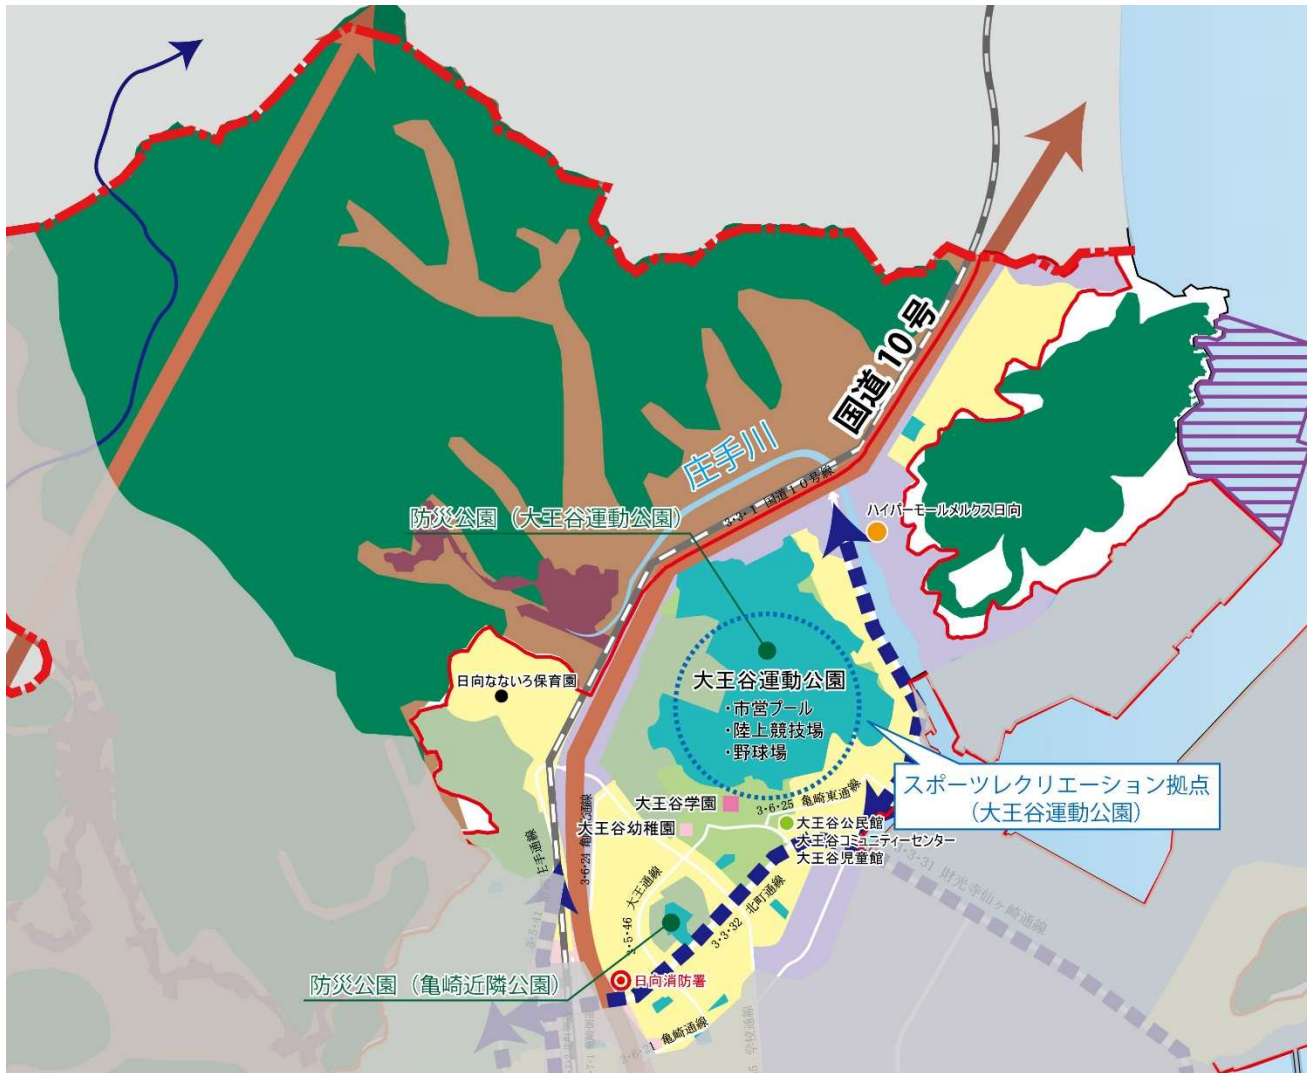 国道10号
庄手川
3・3・1 国道10号線
防災公園（大王谷運動公園）
ハイパーモールメルクス日向
日向なないろ保育園
大王谷運動公園
・市営プール
・陸上競技場
・野球場
スポーツレクリエーション拠点
（大王谷運動公園）
大王谷学園
3・6・25 亀崎東通線
大王谷幼稚園
大王谷公民館
大王谷コミュニティーセンター
大王谷児童館
3・3・31 財光寺仙ヶ崎通線
3・5・46 大王通線
3・3・32 北町通線
防災公園（亀崎近隣公園）
日向消防署
亀崎通線
学校通線